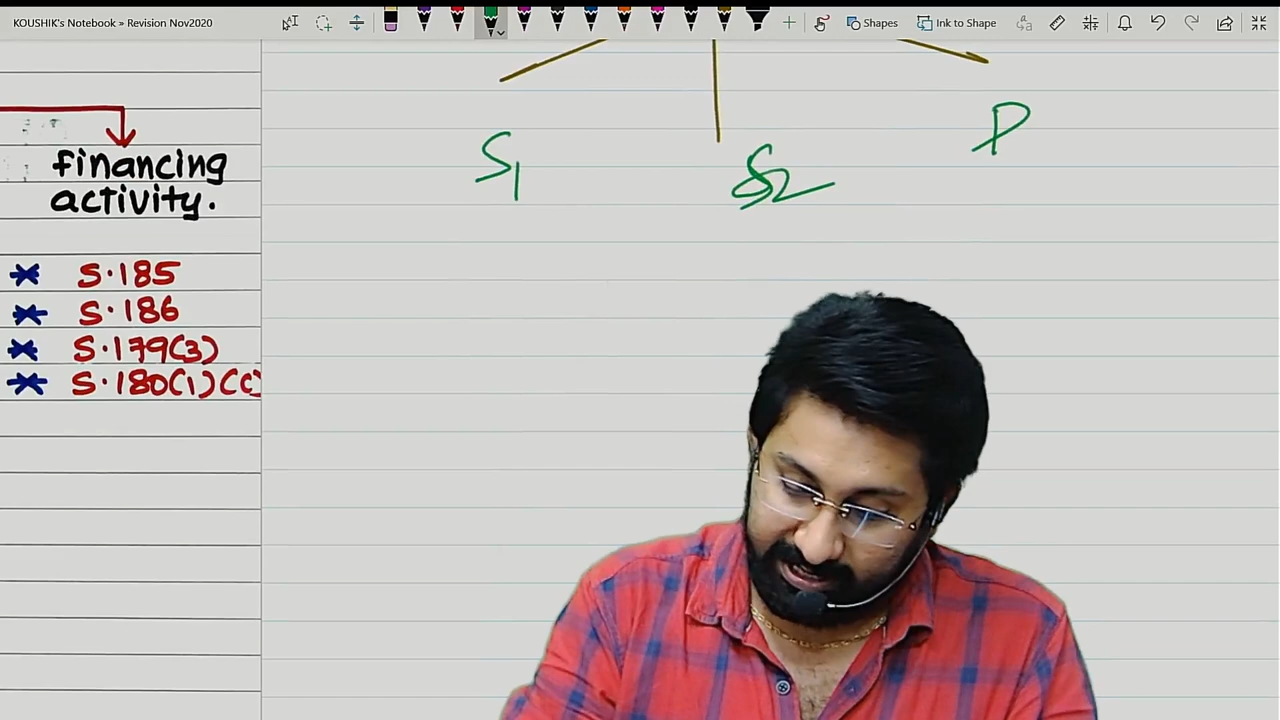 KOUSHIK's Notebook » Revision Nov2020
Shapes
Ink to Shape
financing
activity.
* S.185
* S.186
* S.179(3)
* S.180(1)(c)
S1
S2
P